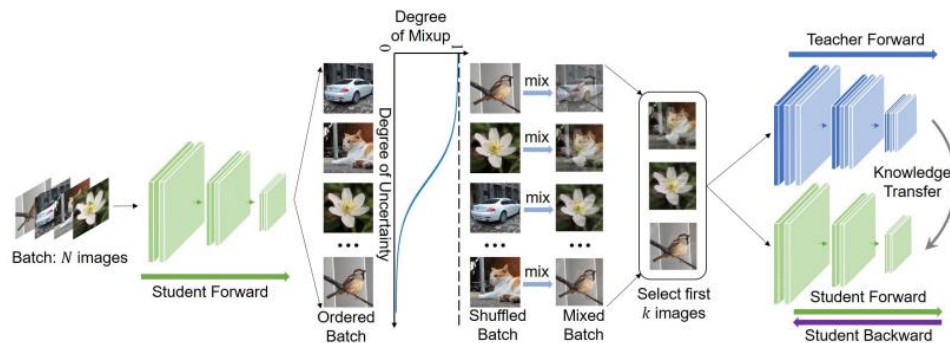 Batch: N images
Student Forward
Ordered
Batch
Degree
of Mixup
0
1
Degree of Uncertainty
mix
mix
mix
mix
Shuffled
Batch
Mixed
Batch
Select first
k images
Teacher Forward
Knowledge
Transfer
Student Forward
Student Backward